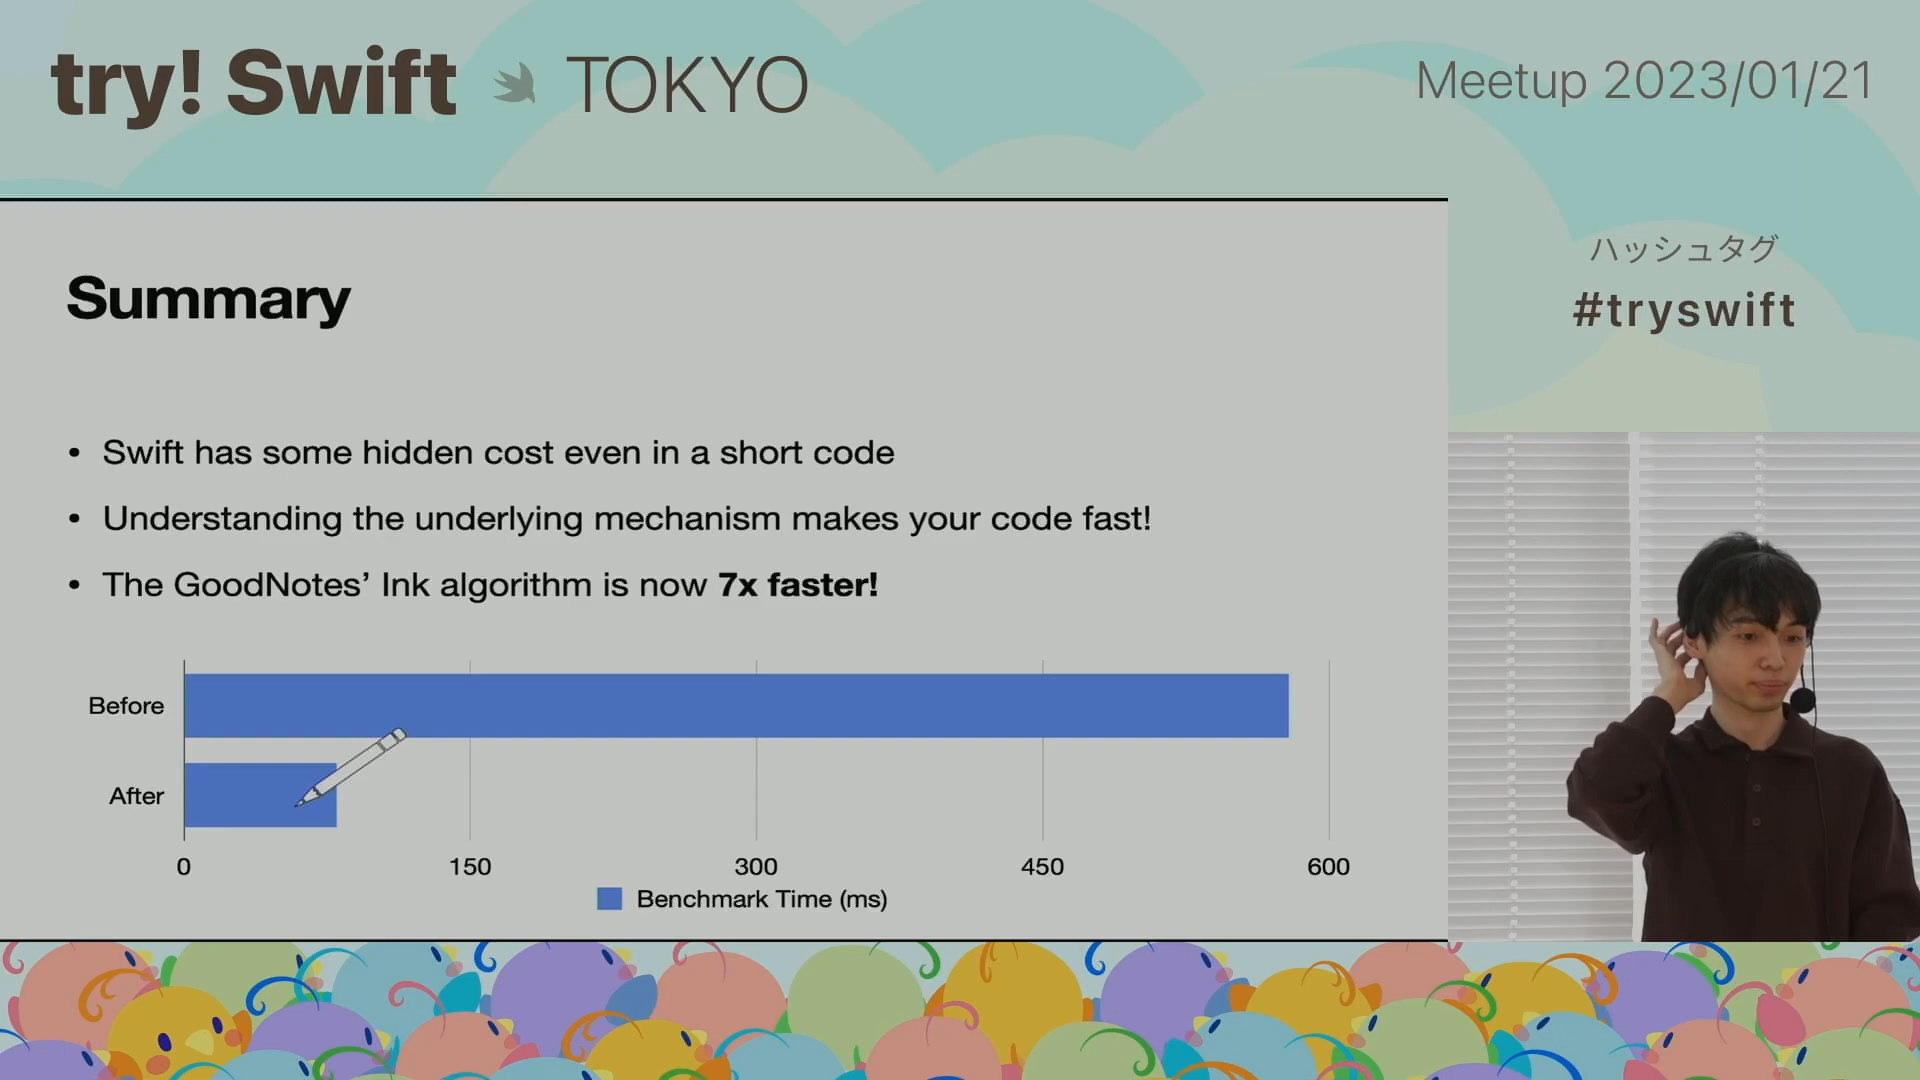 try! Swift TOKYO
Meetup 2023/01/21
ハッシュタグ
#tryswift
Summary
• Swift has some hidden cost even in a short code
• Understanding the underlying mechanism makes your code fast!
• The GoodNotes’ Ink algorithm is now 7x faster!
Before
After
0 150 300 450 600
Benchmark Time (ms)